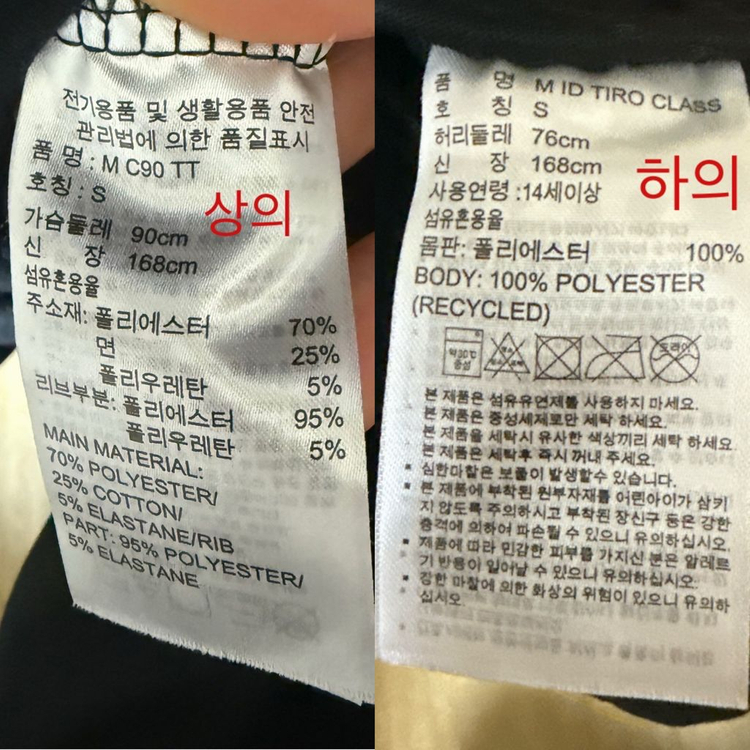 전기용품 및 생활용품 안전
관리법에 의한 품질표시
품 명 : M C90 TT
호칭 : S
가슴둘레 90cm
신 장 168cm
섬유혼용율
주소재: 폴리에스터 70%
면 25%
폴리우레탄 5%
리브부분: 폴리에스터 95%
폴리우레탄 5%
MAIN MATERIAL:
70% POLYESTER/
25% COTTON/
5% ELASTANE/RIB
PART: 95% POLYESTER/
5% ELASTANE
상의
품 명 M ID TIRO CLASS
호 칭 S
허리둘레 76cm
신 장 168cm
사용연령 :14세이상
섬유혼용율
몸판: 폴리에스터 100%
BODY: 100% POLYESTER
(RECYCLED)
약30℃
중성
드라이
본 제품은 섬유유연제를 사용하지 마세요.
본 제품은 중성세제로만 세탁 하세요.
본 제품을 세탁시 유사한 색상끼리 세탁 하세요.
본 제품은 세탁후 즉시 꺼내 주세요.
▪ 심한마찰은 보풀이 발생할수 있습니다.
▪ 본 제품에 부착된 원부자재를 어린아이가 삼키
지 않도록 주의하시고 부착된 장신구 등은 강한
충격에 의하여 파손될 수 있으니 유의하십시오.
▪ 제품에 따라 민감한 피부를 가지신 분은 알레르
기 반응이 일어날 수 있으니 유의하십시오.
▪ 강한 마찰에 의한 화상의 위험이 있으니 유의하
십시오.
하의